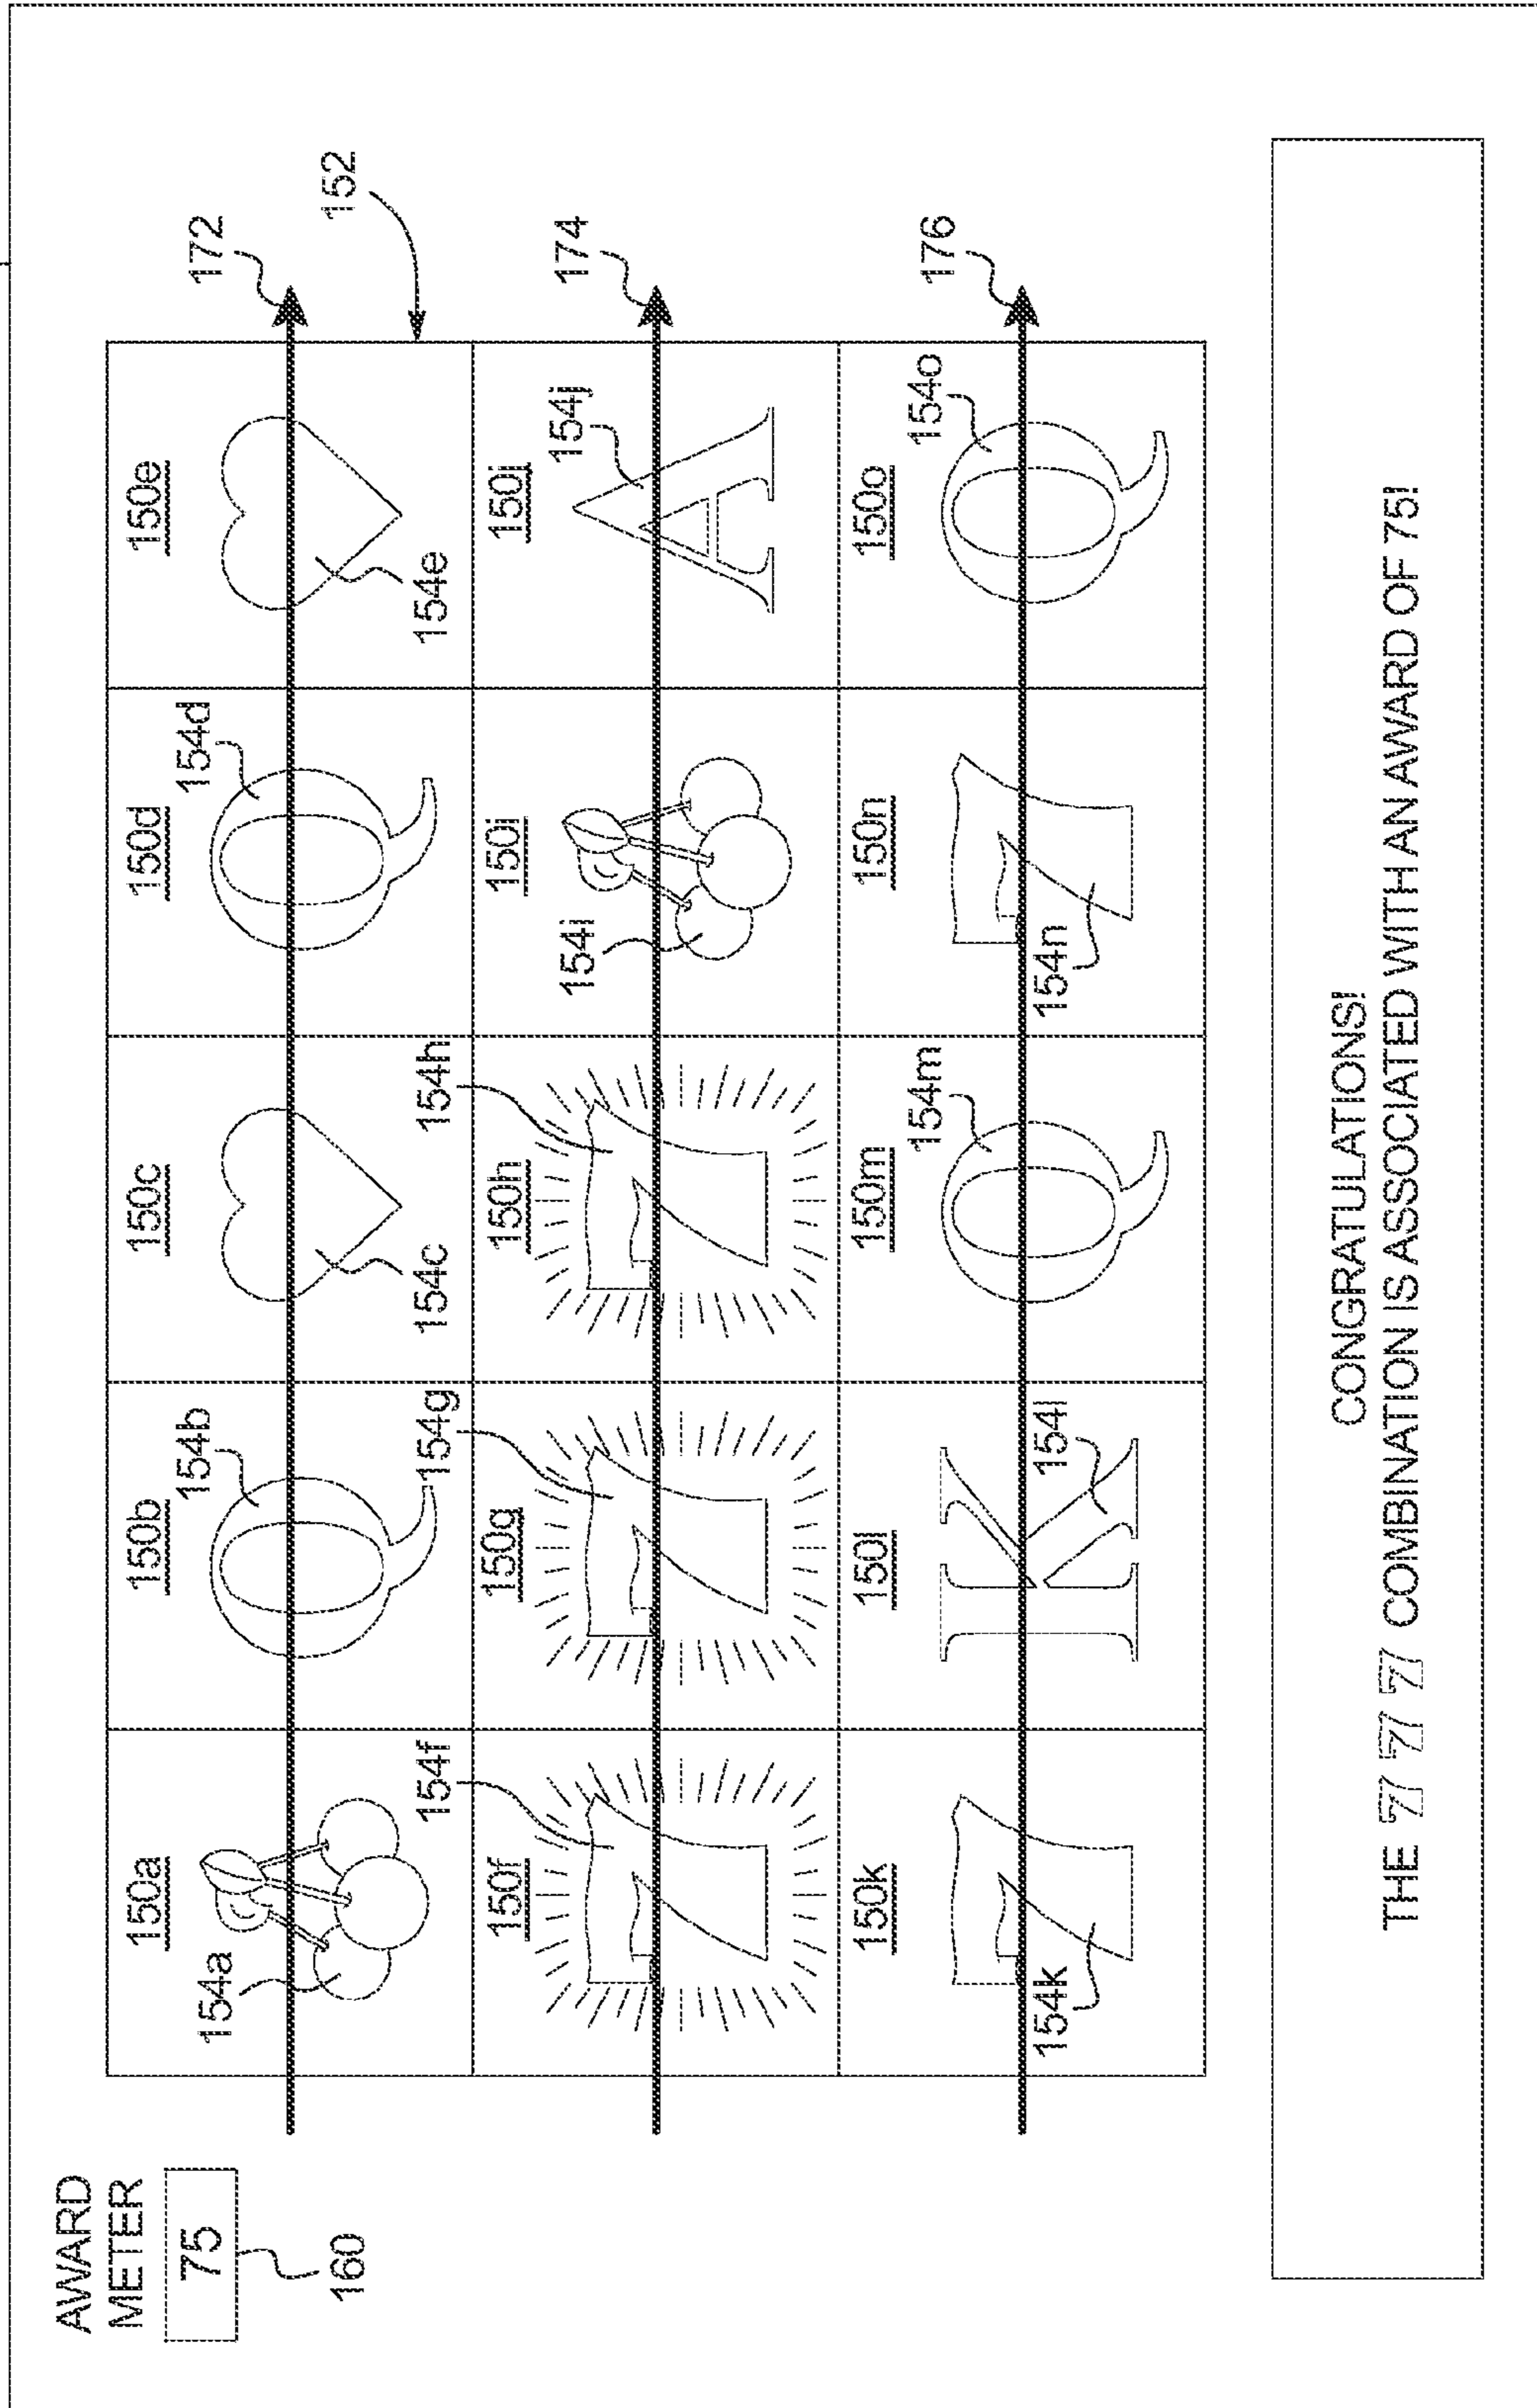 AWARD
METER
75
160
150a
154a
150b
154b
150c
154c
150d
154d
150e
154e
172
152
150f
154f
150g
154g
150h
154h
150i
154i
150j
A
154j
174
150k
154k
150l
K
154l
150m
Q
154m
150n
7
154n
150o
Q
154o
176
CONGRATULATIONS!
THE 7 7 7 COMBINATION IS ASSOCIATED WITH AN AWARD OF 75!